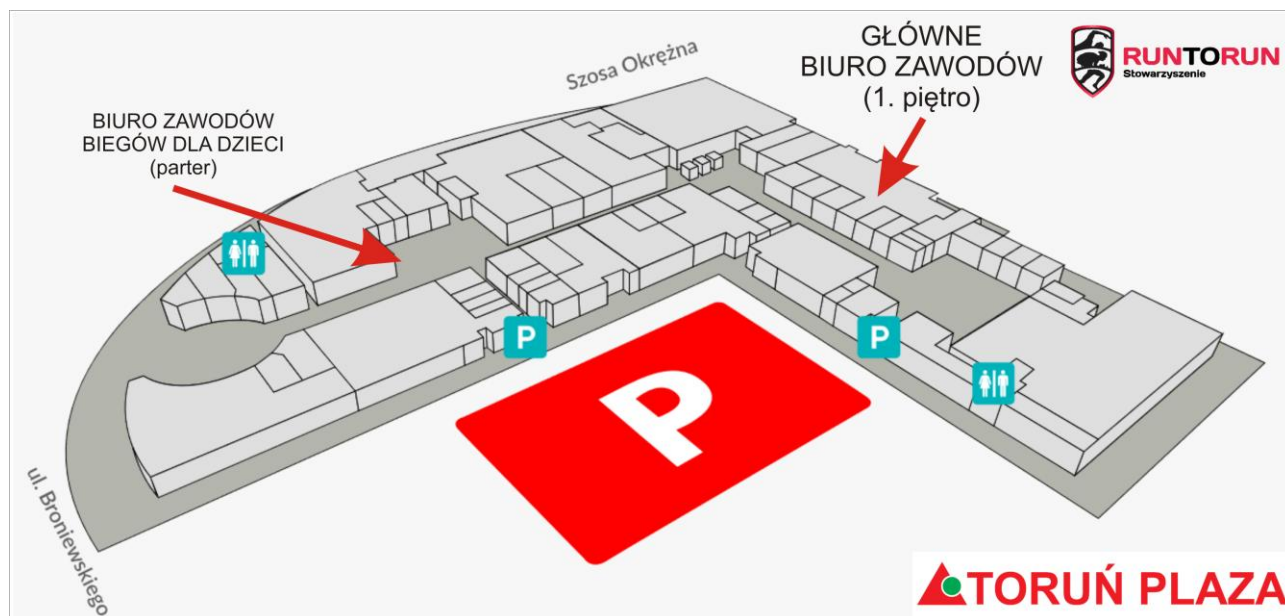 Szosa Okrężna
GŁÓWNE
BIURO ZAWODÓW
(1. piętro)
RUNTORUN
Stowarzyszenie
BIURO ZAWODÓW
BIEGÓW DLA DZIECI
(parter)
P
P
P
ul. Broniewskiego
TORUŃ PLAZA